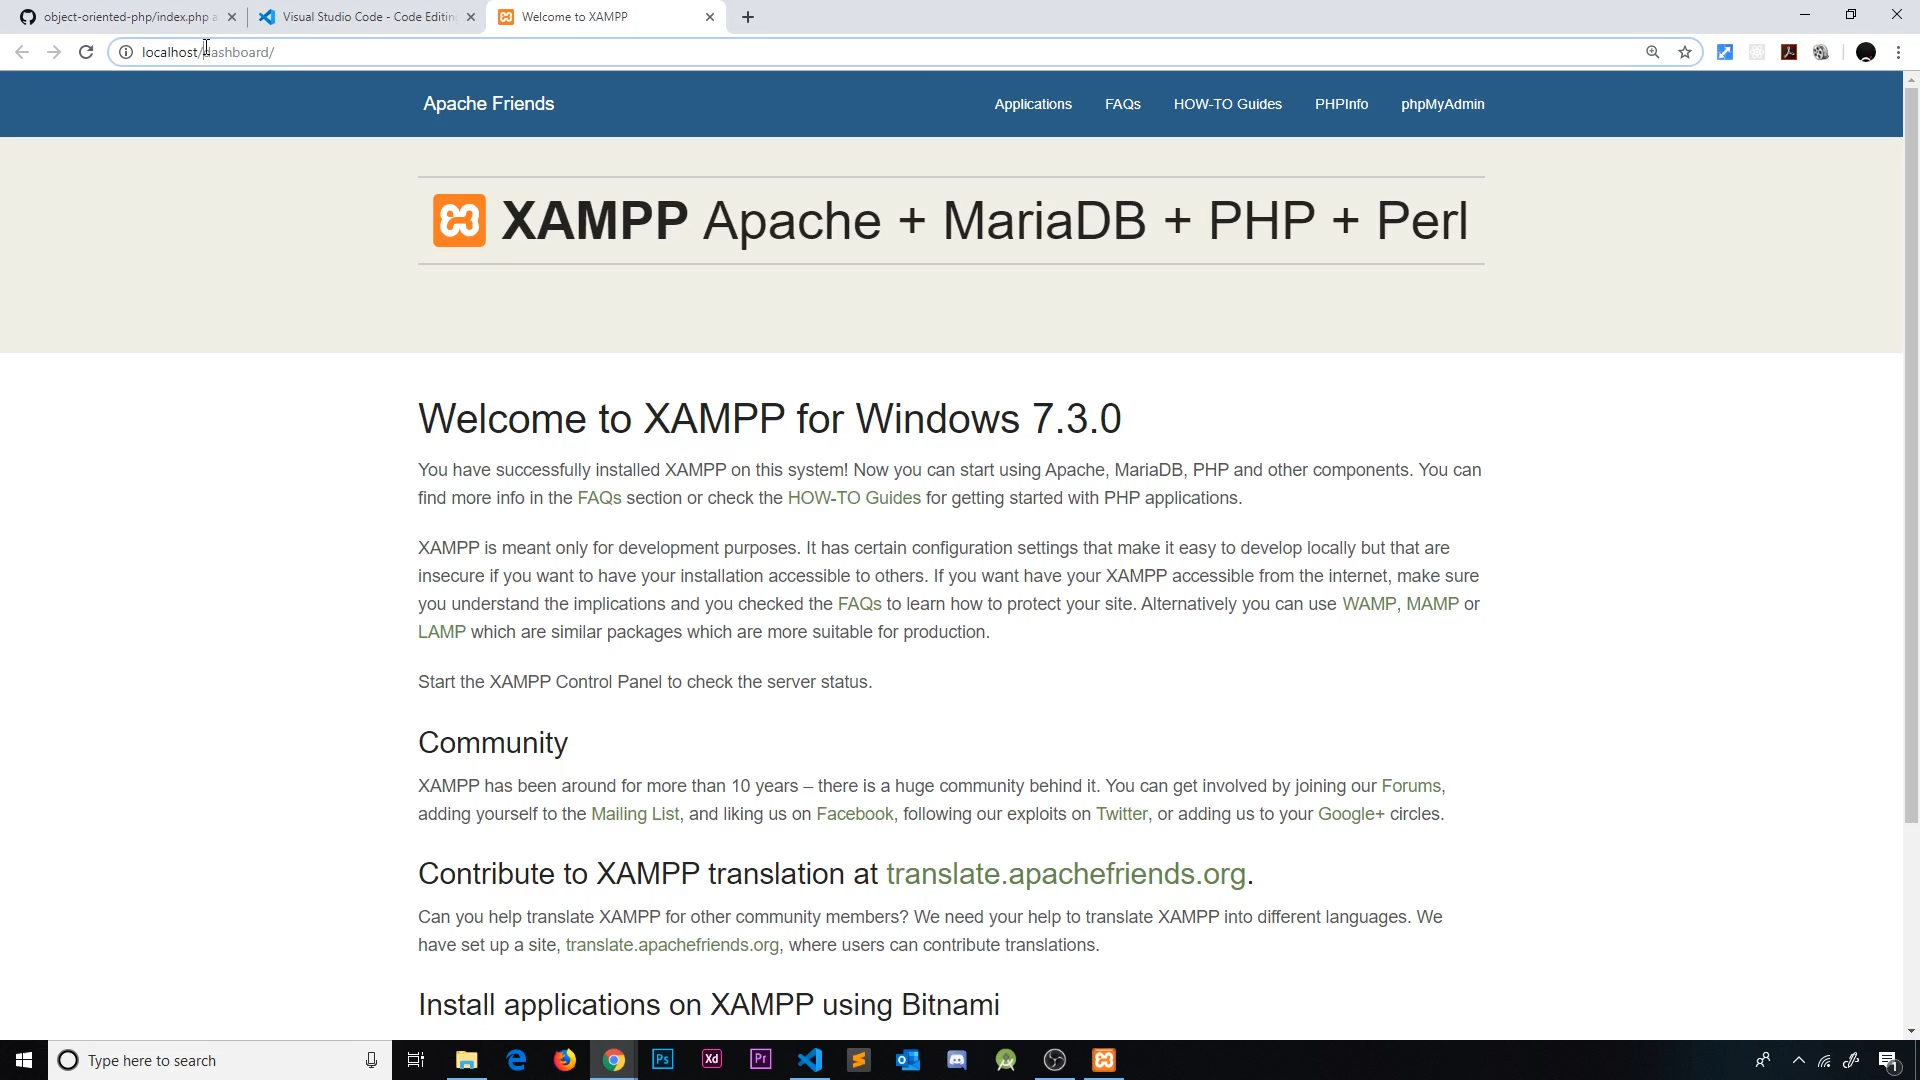 object-oriented-php/index.php a
Visual Studio Code - Code Editin
Welcome to XAMPP
localhost/dashboard/
Apache Friends
Applications
FAQs
HOW-TO Guides
PHPInfo
phpMyAdmin
XAMPP Apache + MariaDB + PHP + Perl
Welcome to XAMPP for Windows 7.3.0
You have successfully installed XAMPP on this system! Now you can start using Apache, MariaDB, PHP and other components. You can
find more info in the FAQs section or check the HOW-TO Guides for getting started with PHP applications.
XAMPP is meant only for development purposes. It has certain configuration settings that make it easy to develop locally but that are
insecure if you want to have your installation accessible to others. If you want have your XAMPP accessible from the internet, make sure
you understand the implications and you checked the FAQs to learn how to protect your site. Alternatively you can use WAMP, MAMP or
LAMP which are similar packages which are more suitable for production.
Start the XAMPP Control Panel to check the server status.
Community
XAMPP has been around for more than 10 years – there is a huge community behind it. You can get involved by joining our Forums,
adding yourself to the Mailing List, and liking us on Facebook, following our exploits on Twitter, or adding us to your Google+ circles.
Contribute to XAMPP translation at translate.apachefriends.org.
Can you help translate XAMPP for other community members? We need your help to translate XAMPP into different languages. We
have set up a site, translate.apachefriends.org, where users can contribute translations.
Install applications on XAMPP using Bitnami
Type here to search
Ps
Xd
Pr
1